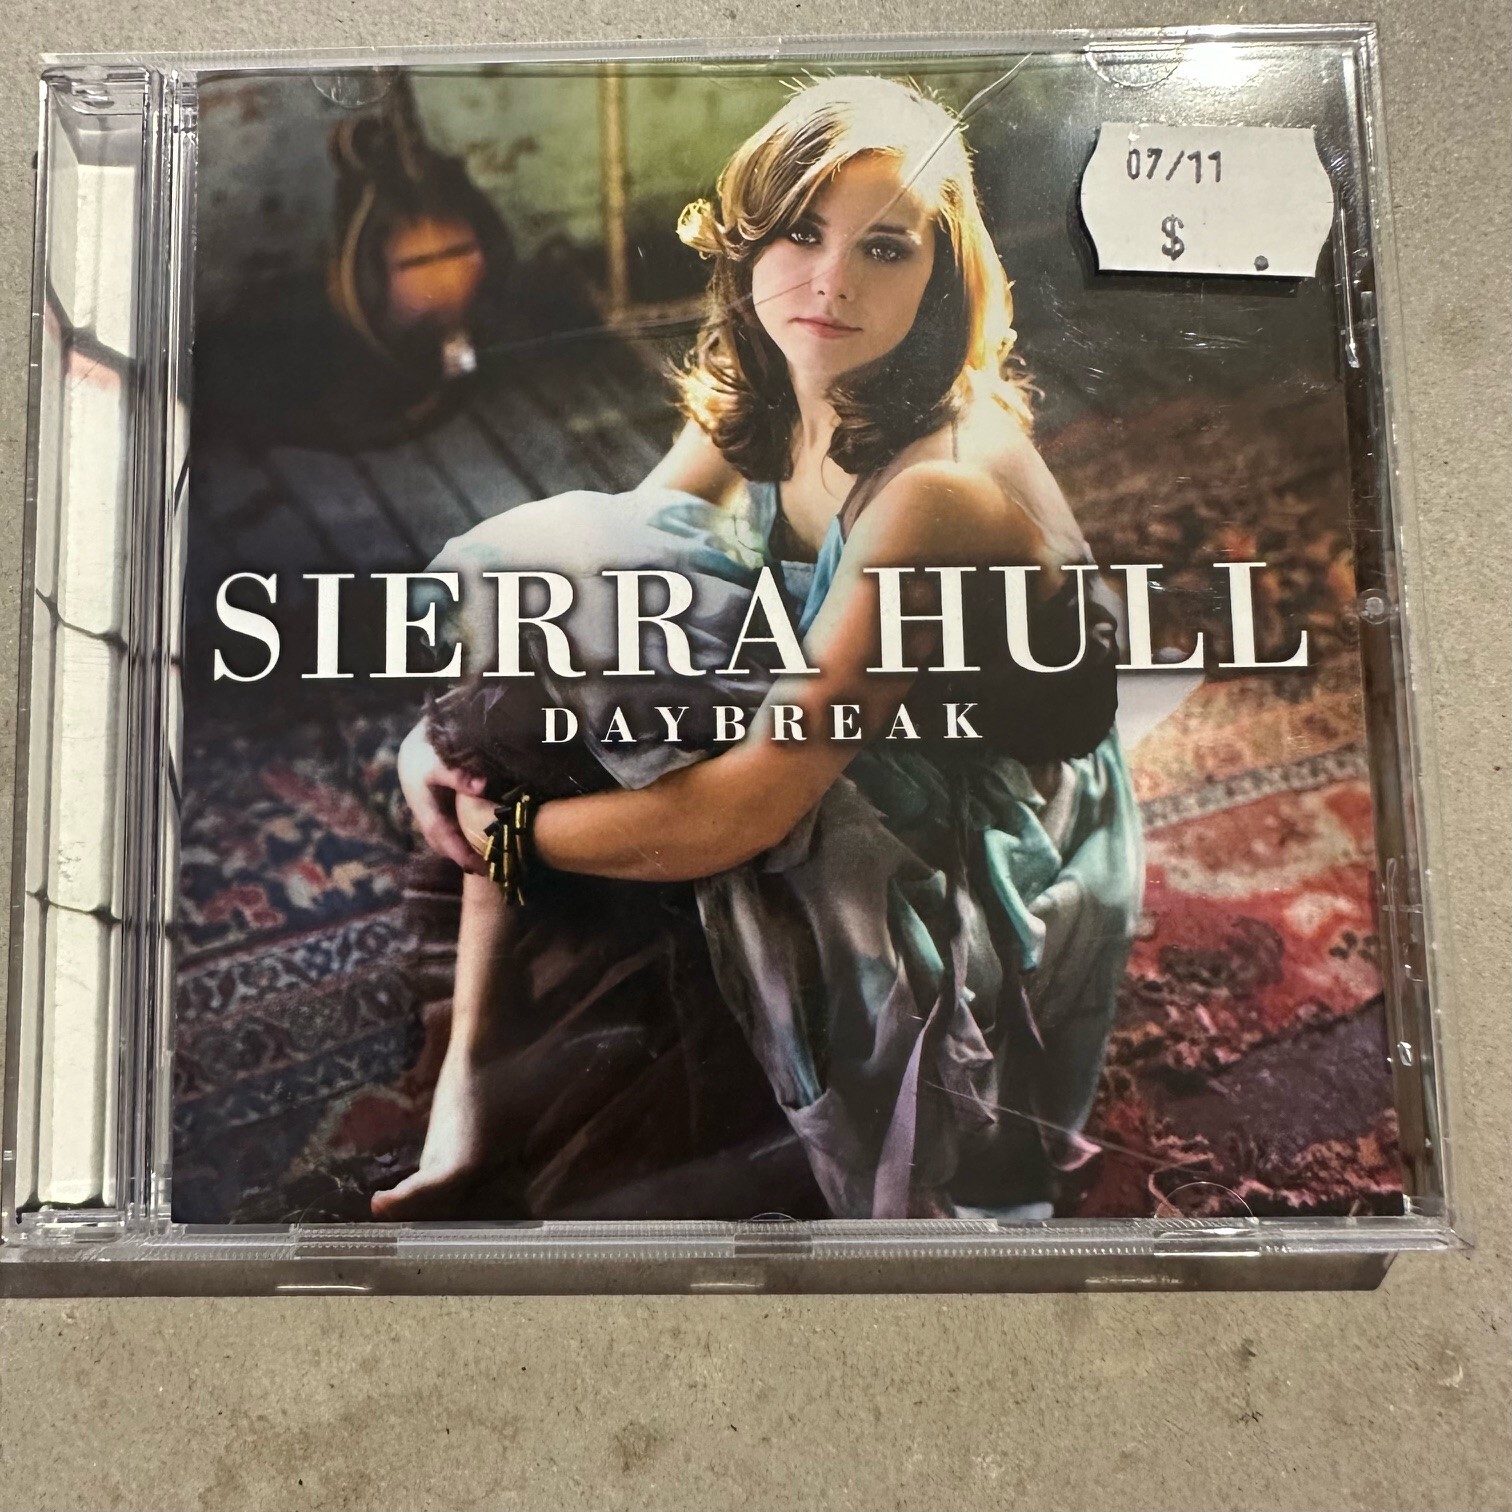 07/11
$ .
SIERRA HULL
DAYBREAK